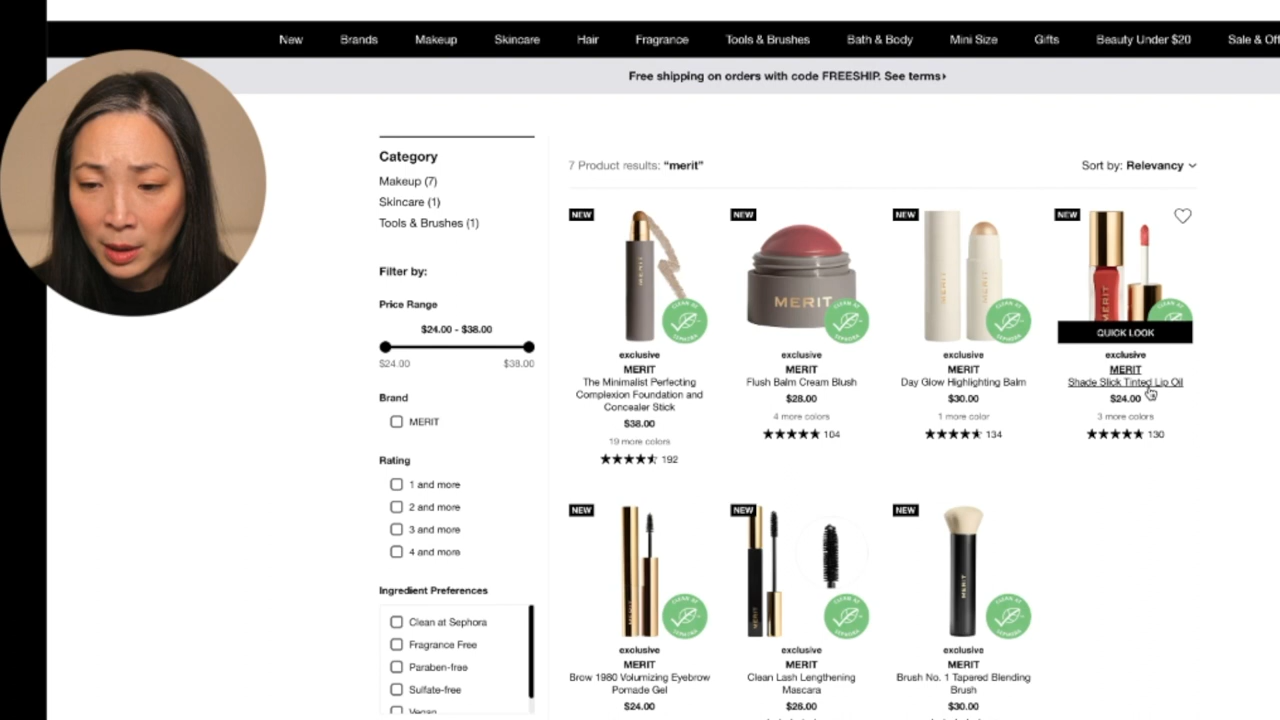 New Brands Makeup Skincare Hair Fragrance Tools & Brushes Bath & Body Mini Size Gifts Beauty Under $20 Sale & Off
Free shipping on orders with code FREESHIP. See terms
Category
Makeup (7)
Skincare (1)
Tools & Brushes (1)
Filter by:
Price Range
$24.00 - $38.00
$24.00 $38.00
Brand
MERIT
Rating
1 and more
2 and more
3 and more
4 and more
Ingredient Preferences
Clean at Sephora
Fragrance Free
Paraben-free
Sulfate-free
Vegan
7 Product results: “merit”
Sort by: Relevancy
NEW
MERIT
exclusive
MERIT
The Minimalist Perfecting
Complexion Foundation and
Concealer Stick
$38.00
19 more colors
192
NEW
MERIT
exclusive
MERIT
Flush Balm Cream Blush
$28.00
4 more colors
104
NEW
MERIT
exclusive
MERIT
Day Glow Highlighting Balm
$30.00
1 more color
134
NEW
MERIT
QUICK LOOK
exclusive
MERIT
Shade Slick Tinted Lip Oil
$24.00
3 more colors
130
NEW
exclusive
MERIT
Brow 1980 Volumizing Eyebrow
Pomade Gel
$24.00
NEW
exclusive
MERIT
Clean Lash Lengthening
Mascara
$26.00
NEW
MERIT
exclusive
MERIT
Brush No. 1 Tapered Blending
Brush
$30.00